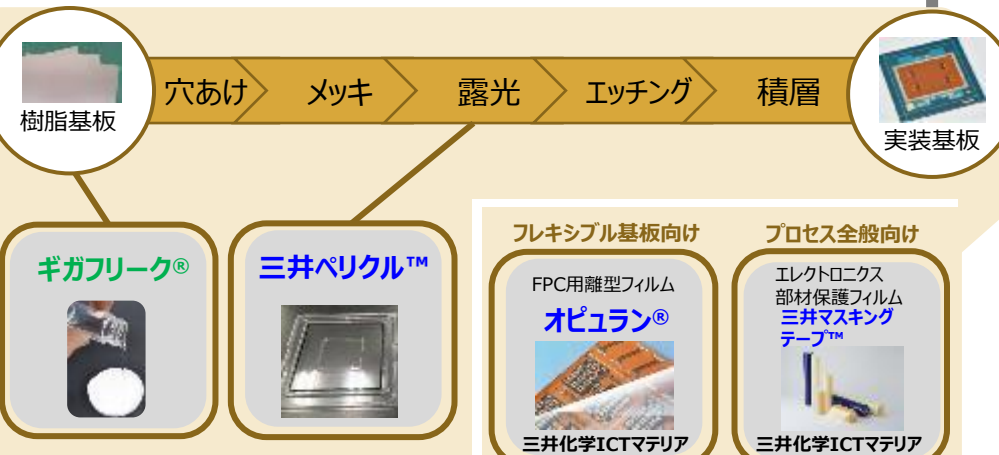 樹脂基板
穴あけ
メッキ
露光
エッチング
積層
実装基板
ギガフリーク®
三井ペリクル™
フレキシブル基板向け
FPC用離型フィルム
オピュラン®
三井化学ICTマテリア
プロセス全般向け
エレクトロニクス
部材保護フィルム
三井マスキング
テープ™
三井化学ICTマテリア